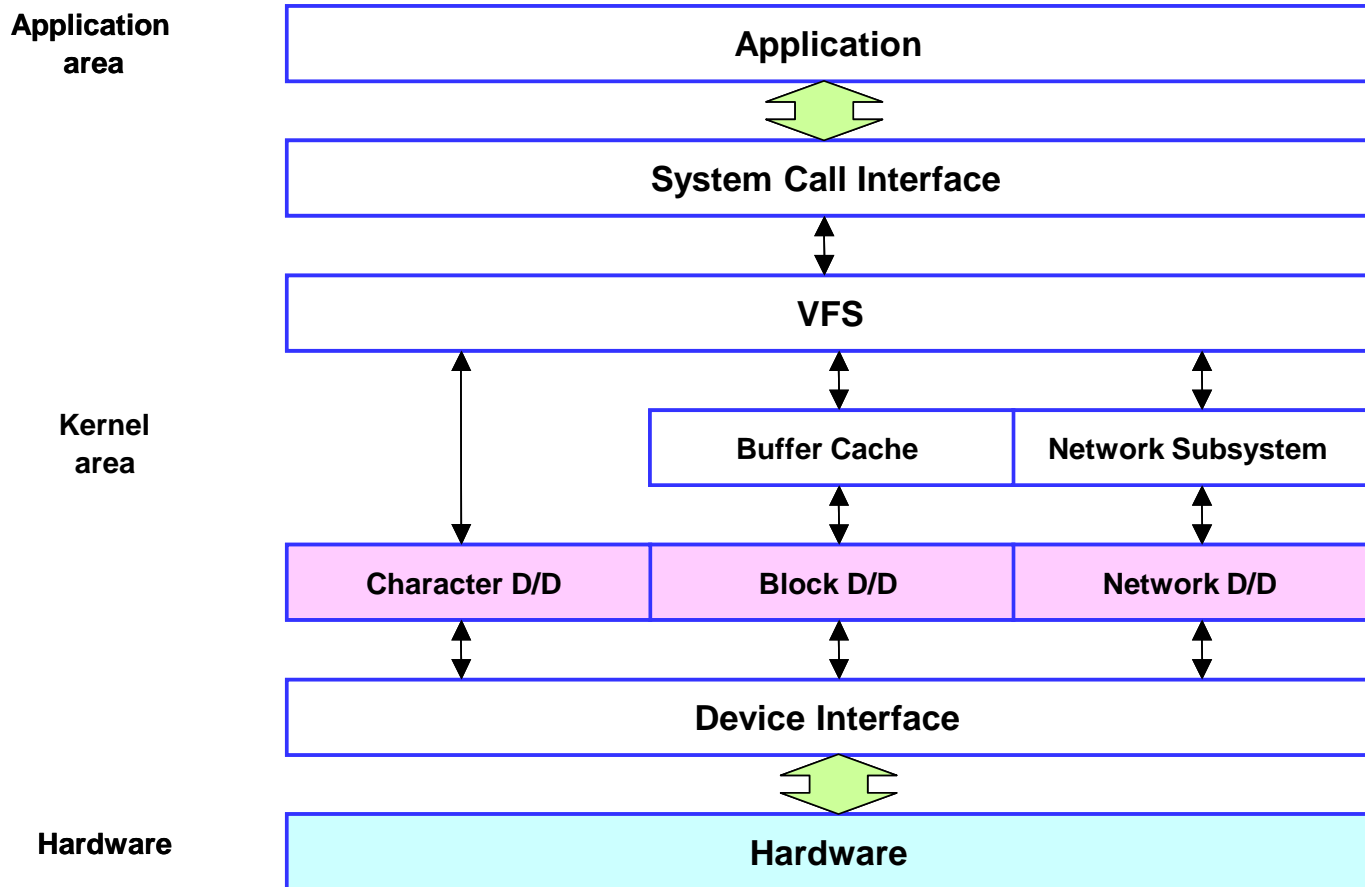 Application
area
Application
System Call Interface
VFS
Kernel
area
Buffer Cache
Network Subsystem
Character D/D
Block D/D
Network D/D
Device Interface
Hardware
Hardware